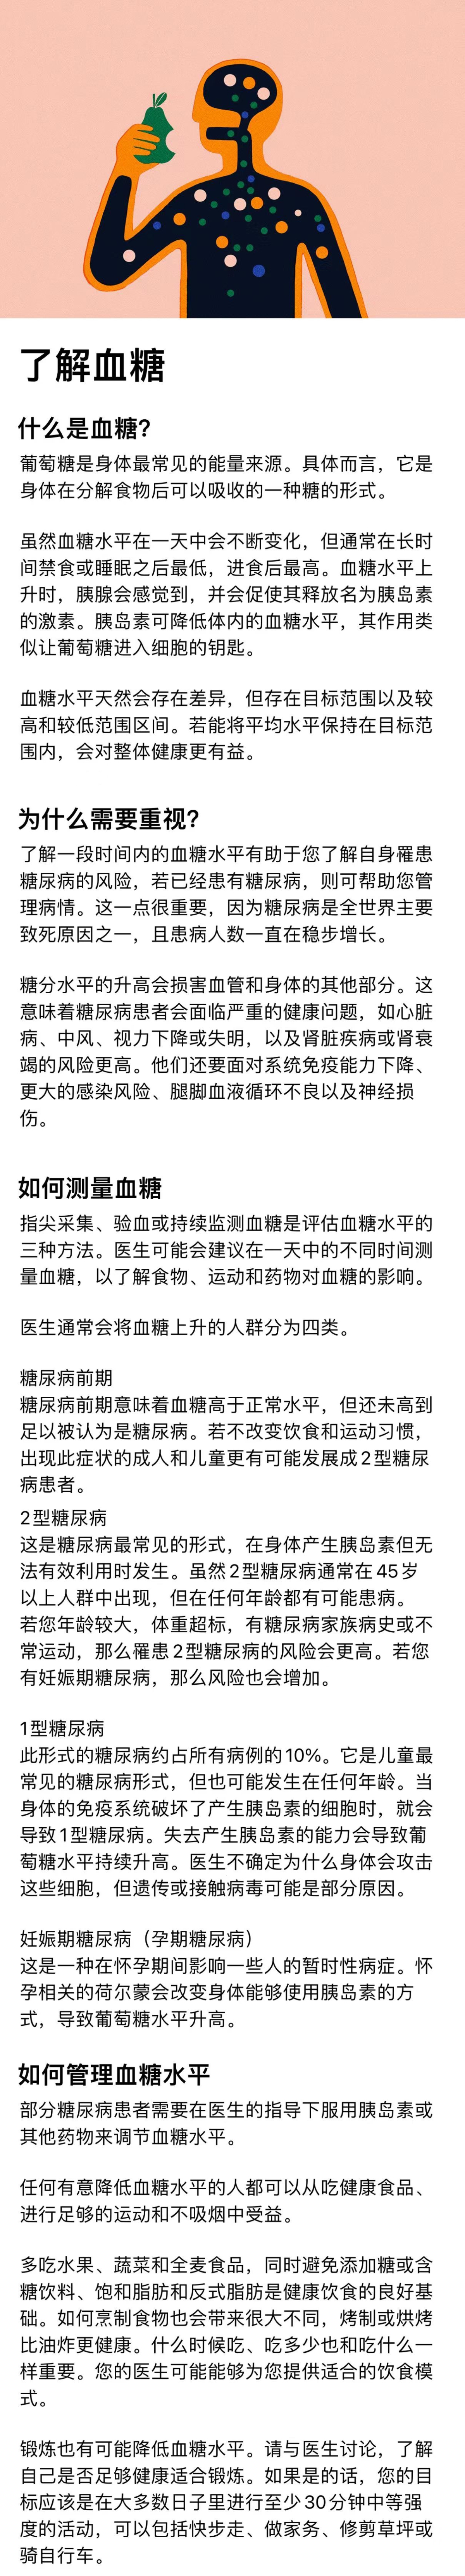 了解血糖
什么是血糖?
葡萄糖是身体最常见的能量来源。具体而言，它是
身体在分解食物后可以吸收的一种糖的形式。
虽然血糖水平在一天中会不断变化，但通常在长时
间禁食或睡眠之后最低，进食后最高。血糖水平上
升时，胰腺会感觉到，并会促使其释放名为胰岛素
的激素。胰岛素可降低体内的血糖水平，其作用类
似让葡萄糖进入细胞的钥匙。
血糖水平天然会存在差异，但存在目标范围以及较
高和较低范围区间。若能将平均水平保持在目标范
围内，会对整体健康更有益。
为什么需要重视?
了解一段时间内的血糖水平有助于您了解自身罹患
糖尿病的风险，若已经患有糖尿病，则可帮助您管
理病情。这一点很重要，因为糖尿病是全世界主要
致死原因之一，且患病人数一直在稳步增长。
糖分水平的升高会损害血管和身体的其他部分。这
意味着糖尿病患者会面临严重的健康问题，如心脏
病、中风、视力下降或失明，以及肾脏疾病或肾衰
竭的风险更高。他们还要面对系统免疫能力下降、
更大的感染风险、腿脚血液循环不良以及神经损
伤。
如何测量血糖
指尖采集、验血或持续监测血糖是评估血糖水平的
三种方法。医生可能会建议在一天中的不同时间测
量血糖，以了解食物、运动和药物对血糖的影响。
医生通常会将血糖上升的人群分为四类。
糖尿病前期
糖尿病前期意味着血糖高于正常水平，但还未高到
足以被认为是糖尿病。若不改变饮食和运动习惯，
出现此症状的成人和儿童更有可能发展成2型糖尿
病患者。
2型糖尿病
这是糖尿病最常见的形式，在身体产生胰岛素但无
法有效利用时发生。虽然2型糖尿病通常在45岁
以上人群中出现，但在任何年龄都有可能患病。
若您年龄较大，体重超标，有糖尿病家族病史或不
常运动，那么罹患2型糖尿病的风险会更高。若您
有妊娠期糖尿病，那么风险也会增加。
1型糖尿病
此形式的糖尿病约占所有病例的10%。它是儿童最
常见的糖尿病形式，但也可能发生在任何年龄。当
身体的免疫系统破坏了产生胰岛素的细胞时，就会
导致1型糖尿病。失去产生胰岛素的能力会导致葡
萄糖水平持续升高。医生不确定为什么身体会攻击
这些细胞，但遗传或接触病毒可能是部分原因。
妊娠期糖尿病（孕期糖尿病）
这是一种在怀孕期间影响一些人的暂时性病症。怀
孕相关的荷尔蒙会改变身体能够使用胰岛素的方
式，导致葡萄糖水平升高。
如何管理血糖水平
部分糖尿病患者需要在医生的指导下服用胰岛素或
其他药物来调节血糖水平。
任何有意降低血糖水平的人都可以从吃健康食品、
进行足够的运动和不吸烟中受益。
多吃水果、蔬菜和全麦食品，同时避免添加糖或含
糖饮料、饱和脂肪和反式脂肪是健康饮食的良好基
础。如何烹制食物也会带来很大不同，烤制或烘烤
比油炸更健康。什么时候吃、吃多少也和吃什么一
样重要。您的医生可能能够为您提供适合的饮食模
式。
锻炼也有可能降低血糖水平。请与医生讨论，了解
自己是否足够健康适合锻炼。如果是的话，您的目
标应该是在大多数日子里进行至少30分钟中等强
度的活动，可以包括快步走、做家务、修剪草坪或
骑自行车。